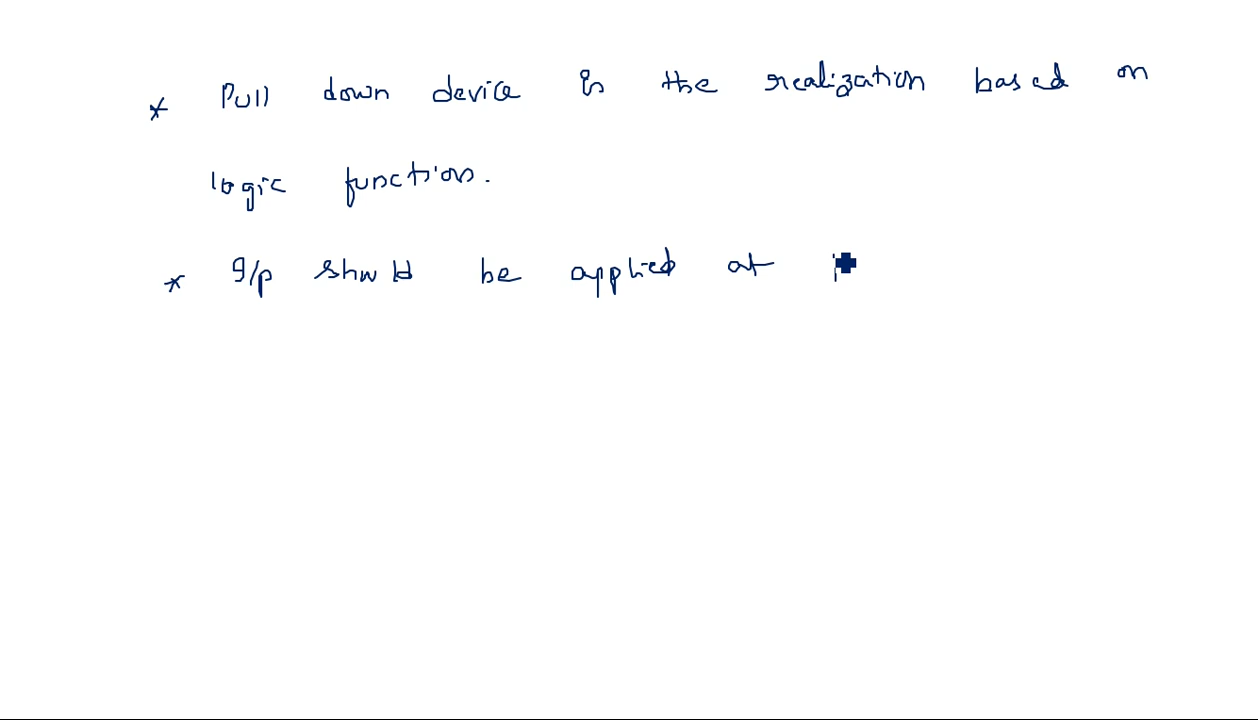 * Pull down device is the realization based on
logic function.
* I/p should be applied at